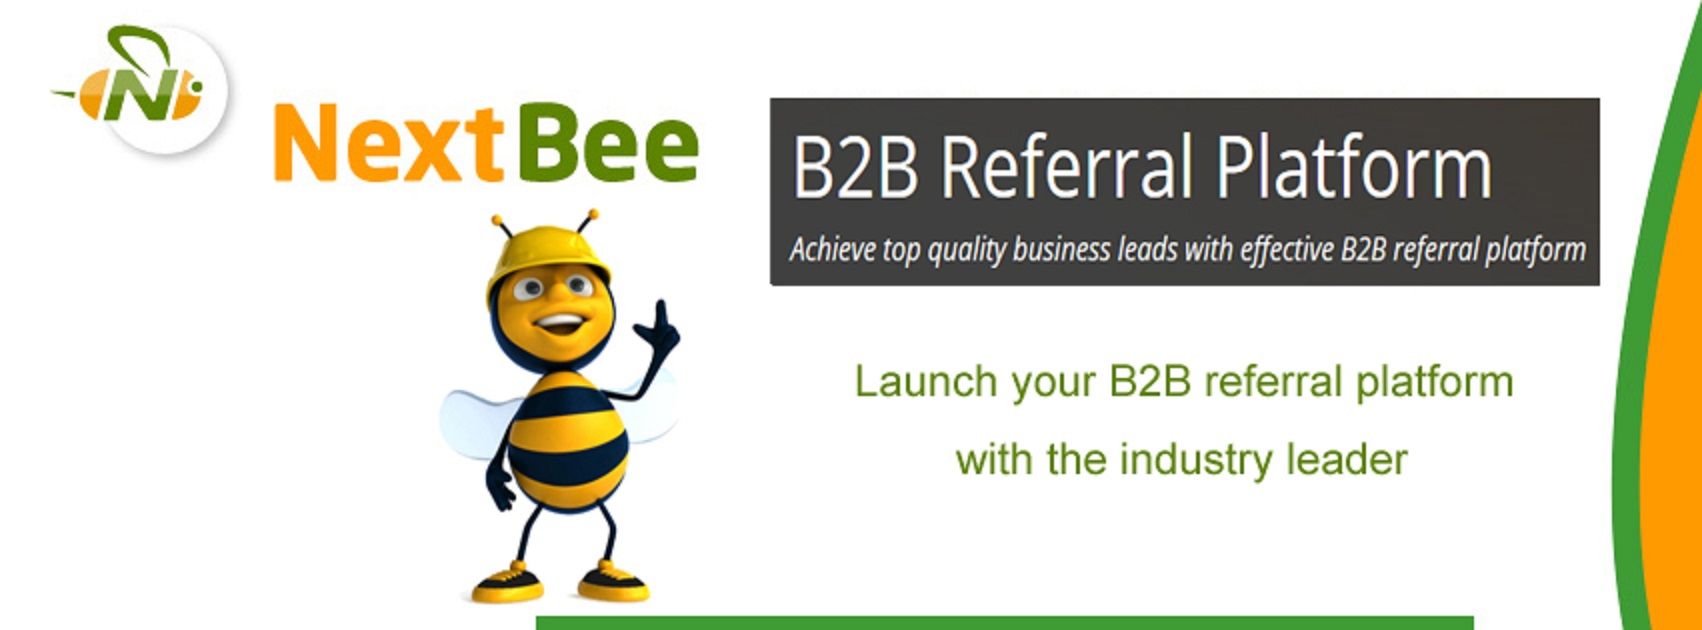 N
NextBee
B2B Referral Platform
Achieve top quality business leads with effective B2B referral platform
Launch your B2B referral platform
with the industry leader